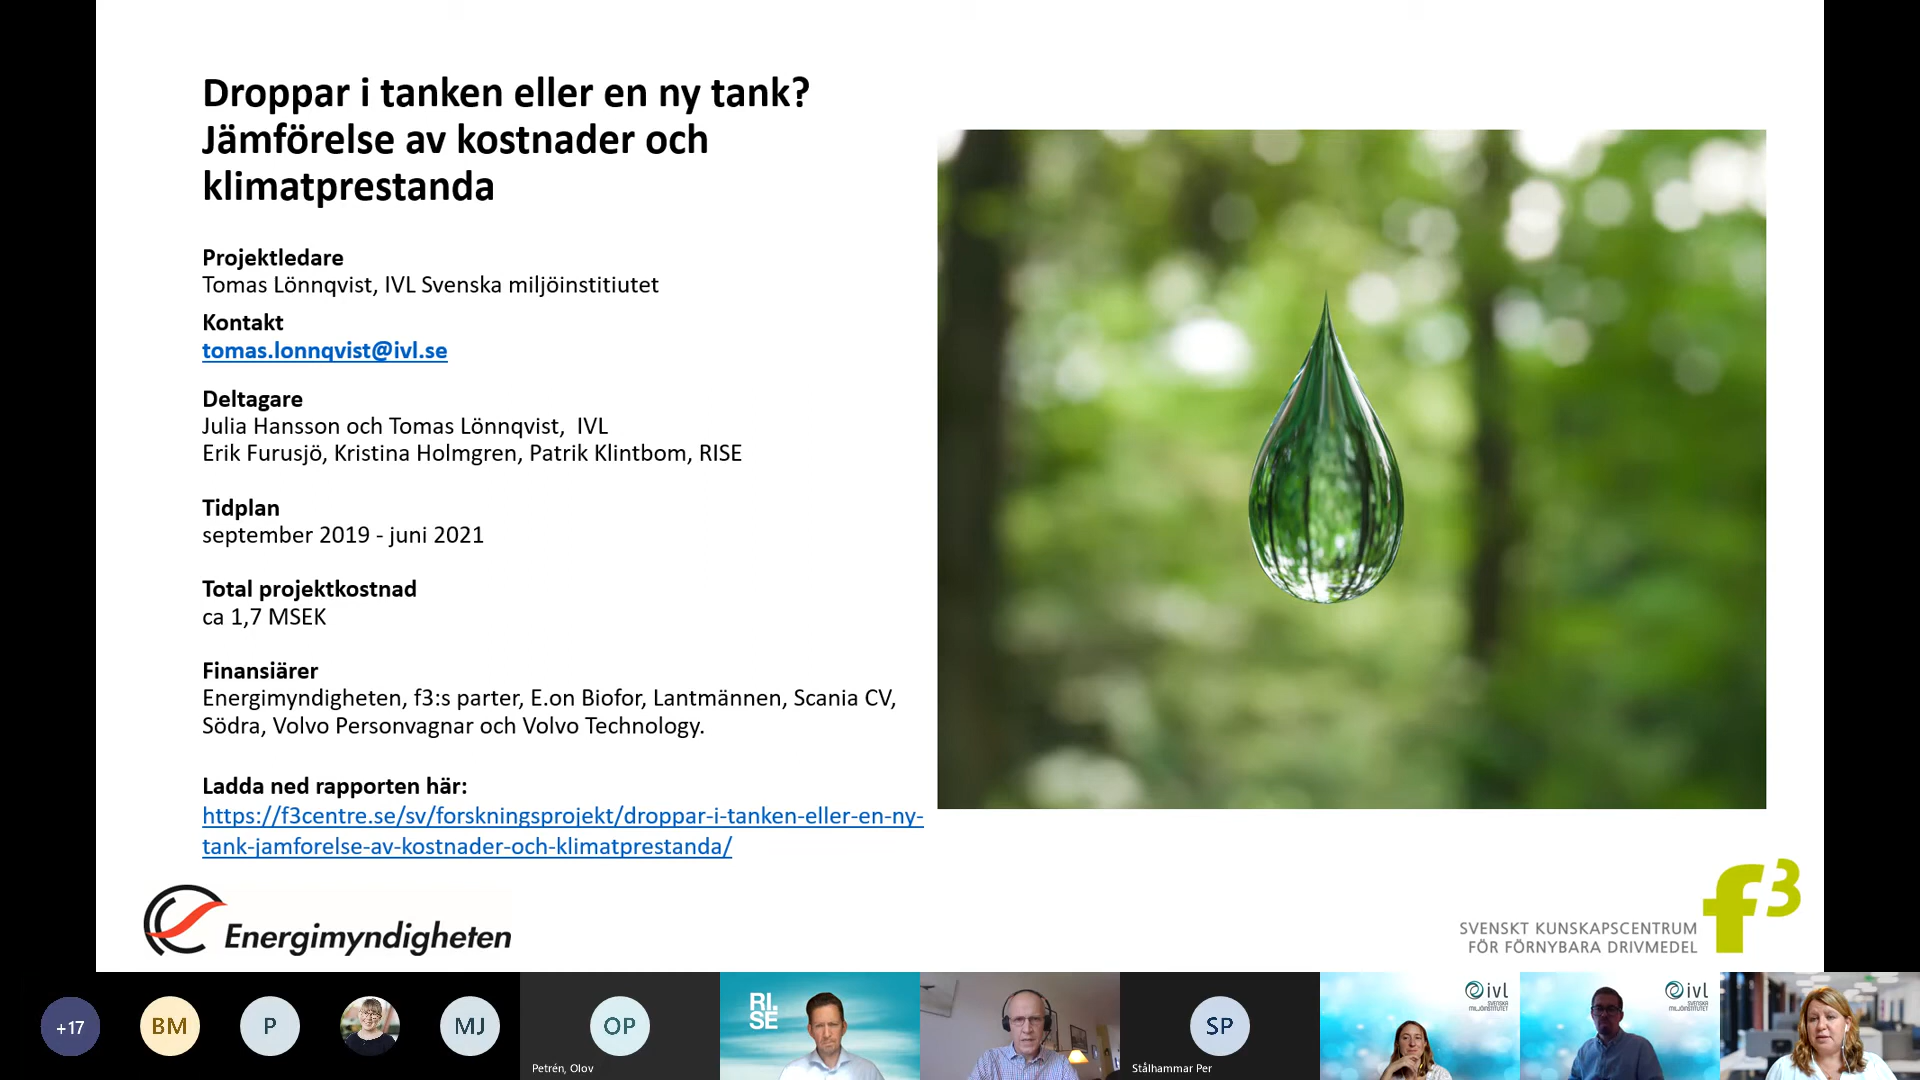 Droppar i tanken eller en ny tank?
Jämförelse av kostnader och
klimatprestanda
Projektledare
Tomas Lönnqvist, IVL Svenska miljöinstitiutet
Kontakt
tomas.lonnqvist@ivl.se
Deltagare
Julia Hansson och Tomas Lönnqvist,  IVL
Erik Furusjö, Kristina Holmgren, Patrik Klintbom, RISE
Tidplan
september 2019 - juni 2021
Total projektkostnad
ca 1,7 MSEK
Finansiärer
Energimyndigheten, f3:s parter, E.on Biofor, Lantmännen, Scania CV,
Södra, Volvo Personvagnar och Volvo Technology.
Ladda ned rapporten här:
https://f3centre.se/sv/forskningsprojekt/droppar-i-tanken-eller-en-ny-
tank-jamforelse-av-kostnader-och-klimatprestanda/
Energimyndigheten
SVENSKT KUNSKAPSCENTRUM
FÖR FÖRNYBARA DRIVMEDEL
f3
+17
BM
P
MJ
OP
Petrén, Olov
RI.
SE
SP
Stålhammar Per
ivl
SVENSKA
MILJÖINSTITUTET
ivl
SVENSKA
MILJÖINSTITUTET